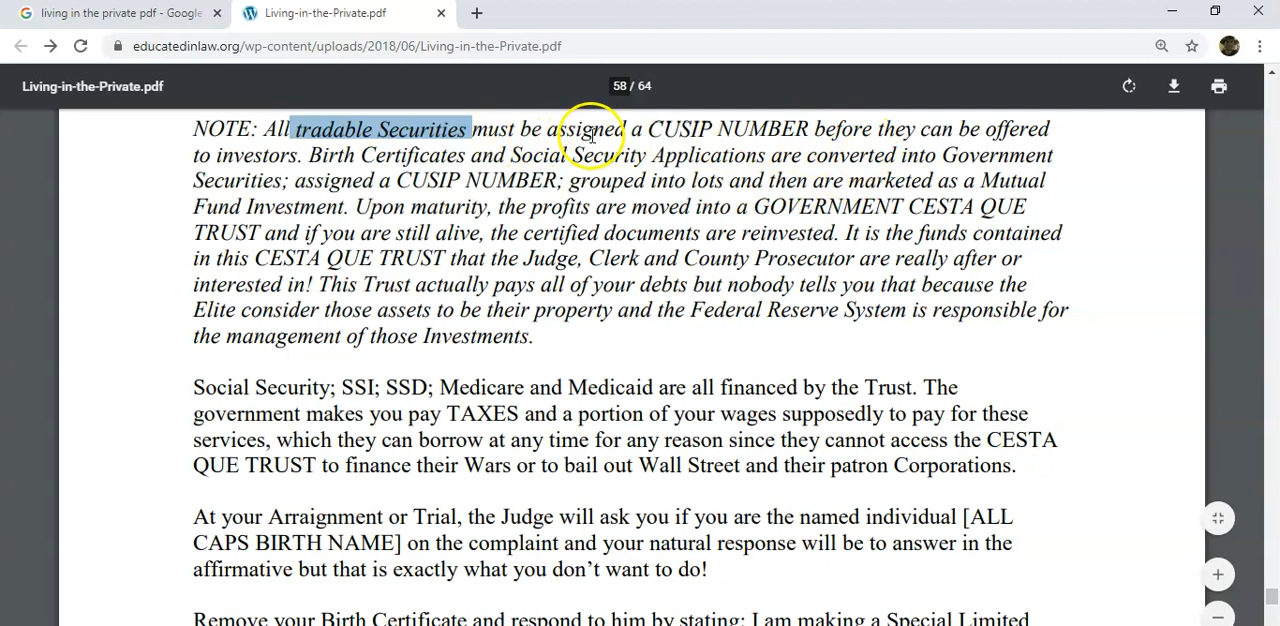 living in the private pdf - Google
Living-in-the-Private.pdf
educatedinlaw.org/wp-content/uploads/2018/06/Living-in-the-Private.pdf
Living-in-the-Private.pdf
58 / 64
NOTE: All tradable Securities must be assigned a CUSIP NUMBER before they can be offered
to investors. Birth Certificates and Social Security Applications are converted into Government
Securities; assigned a CUSIP NUMBER; grouped into lots and then are marketed as a Mutual
Fund Investment. Upon maturity, the profits are moved into a GOVERNMENT CESTA QUE
TRUST and if you are still alive, the certified documents are reinvested. It is the funds contained
in this CESTA QUE TRUST that the Judge, Clerk and County Prosecutor are really after or
interested in! This Trust actually pays all of your debts but nobody tells you that because the
Elite consider those assets to be their property and the Federal Reserve System is responsible for
the management of those Investments.
Social Security; SSI; SSD; Medicare and Medicaid are all financed by the Trust. The
government makes you pay TAXES and a portion of your wages supposedly to pay for these
services, which they can borrow at any time for any reason since they cannot access the CESTA
QUE TRUST to finance their Wars or to bail out Wall Street and their patron Corporations.
At your Arraignment or Trial, the Judge will ask you if you are the named individual [ALL
CAPS BIRTH NAME] on the complaint and your natural response will be to answer in the
affirmative but that is exactly what you don’t want to do!
Remove your Birth Certificate and respond to him by stating: I am making a Special Limited